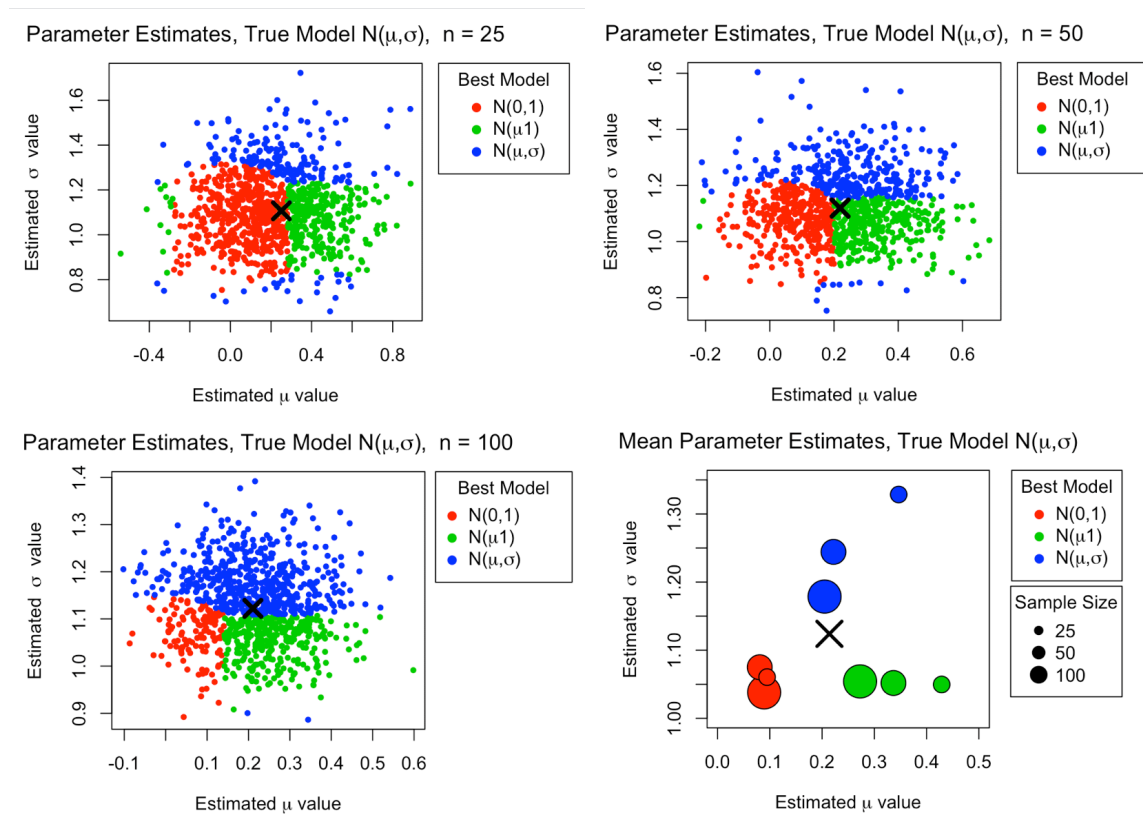 Parameter Estimates, True Model N(μ,σ), n = 25
Estimated σ value
1.6
1.4
1.2
1.0
0.8
-0.4
0.0
0.4
0.8
Estimated μ value
Best Model
N(0,1)
N(μ1)
N(μ,σ)
Parameter Estimates, True Model N(μ,σ), n = 50
Estimated σ value
1.6
1.4
1.2
1.0
0.8
-0.2
0.0
0.2
0.4
0.6
Estimated μ value
Best Model
N(0,1)
N(μ1)
N(μ,σ)
Parameter Estimates, True Model N(μ,σ), n = 100
Estimated σ value
1.4
1.3
1.2
1.1
1.0
0.9
-0.1
0.1
0.2
0.3
0.4
0.5
0.6
Estimated μ value
Best Model
N(0,1)
N(μ1)
N(μ,σ)
Mean Parameter Estimates, True Model N(μ,σ)
Estimated σ value
1.30
1.20
1.10
1.00
0.0
0.1
0.2
0.3
0.4
0.5
Estimated μ value
Best Model
N(0,1)
N(μ1)
N(μ,σ)
Sample Size
25
50
100